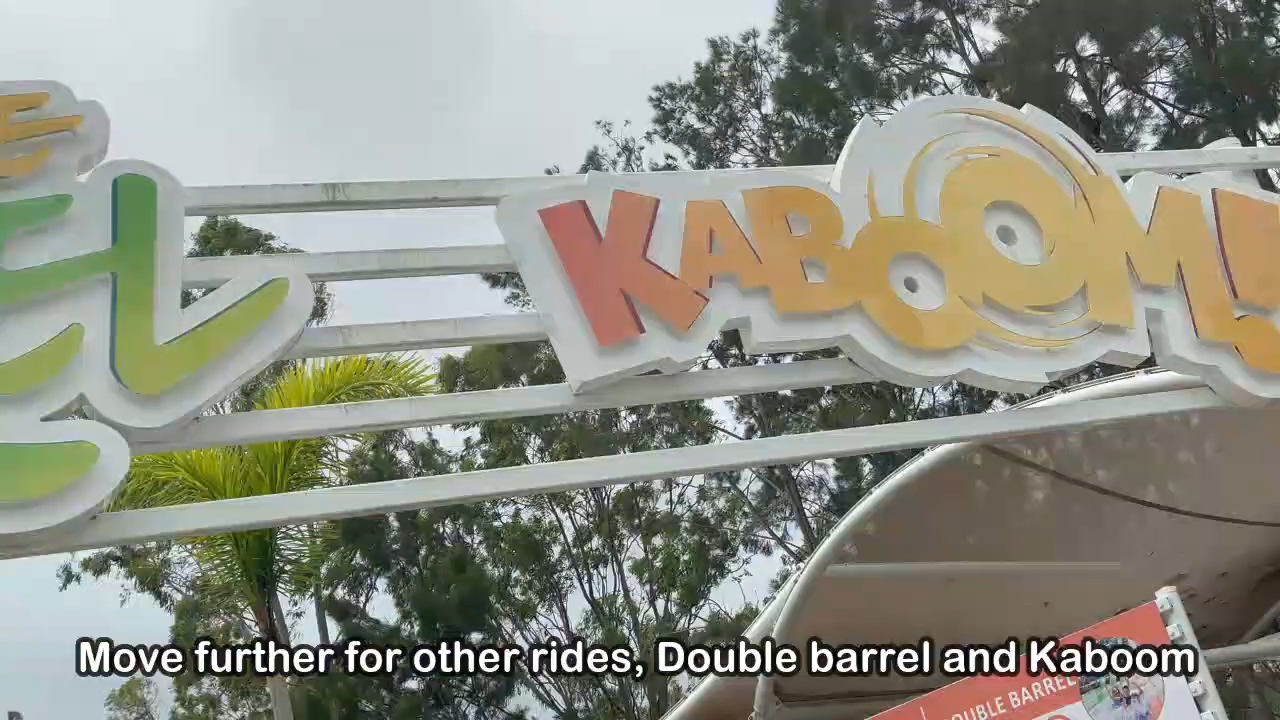 KABOOM!
DOUBLE BARREL
Move further for other rides, Double barrel and Kaboom